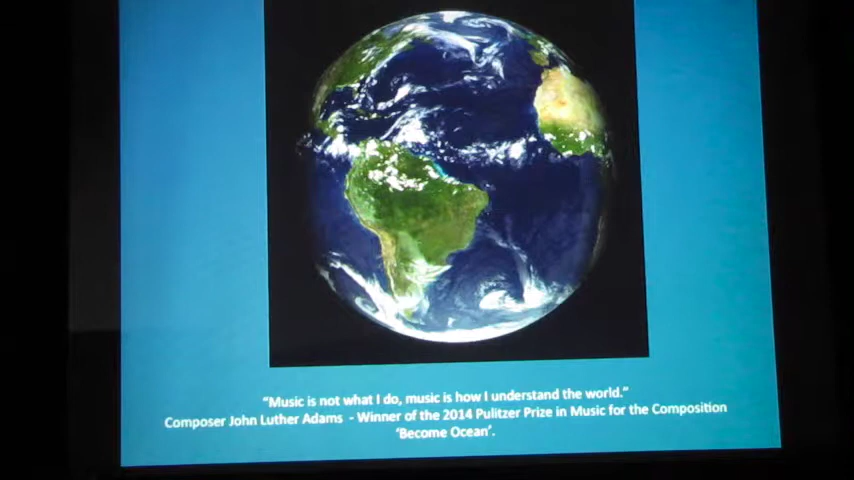 “Music is not what I do, music is how I understand the world.”
Composer John Luther Adams - Winner of the 2014 Pulitzer Prize in Music for the Composition
‘Become Ocean’.